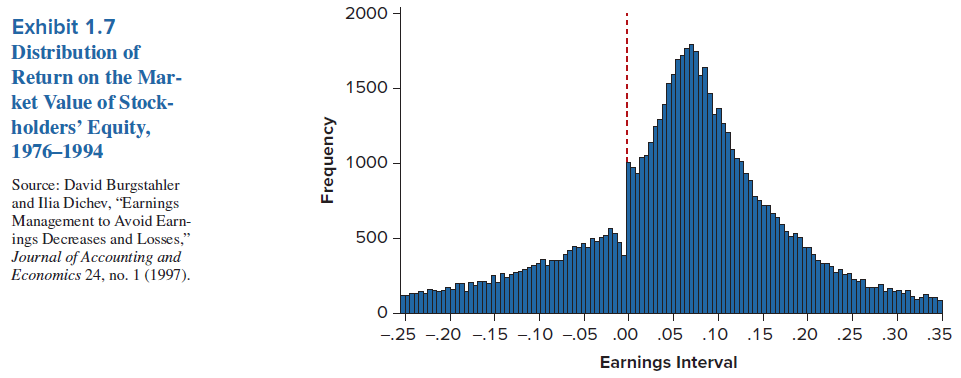 Exhibit 1.7
Distribution of
Return on the Mar-
ket Value of Stock-
holders’ Equity,
1976–1994
Source: David Burgstahler
and Ilia Dichev, “Earnings
Management to Avoid Earn-
ings Decreases and Losses,”
Journal of Accounting and
Economics 24, no. 1 (1997).
Frequency
2000
1500
1000
500
0
–.25 –.20 –.15 –.10 –.05 .00 .05 .10 .15 .20 .25 .30 .35
Earnings Interval